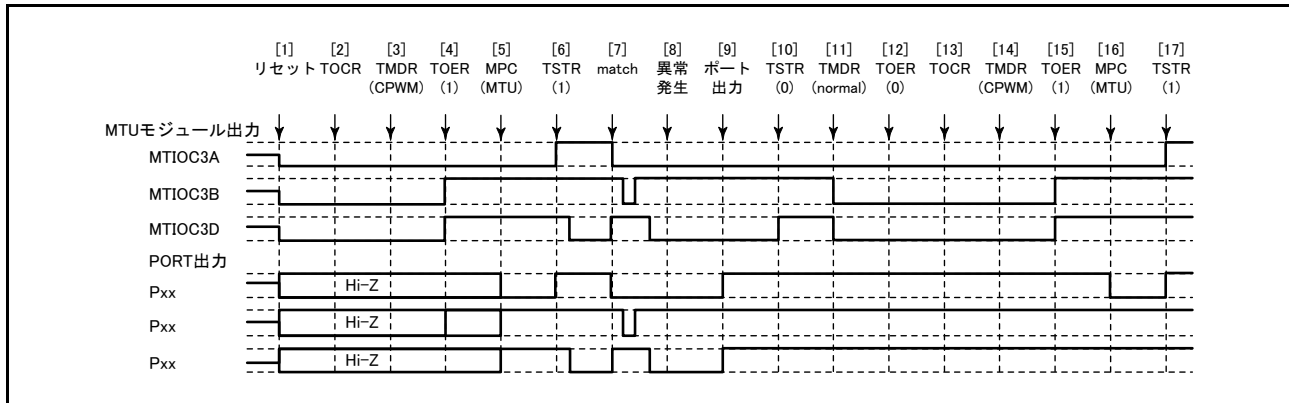 [1] [2] [3] [4] [5] [6] [7] [8] [9] [10] [11] [12] [13] [14] [15] [16] [17]
リセット TOCR TMDR TOER MPC TSTR match 異常 ポート TSTR TMDR TOER TOCR TMDR TOER MPC TSTR
(CPWM) (1) (MTU) (1) 発生 出力 (0) (normal) (0) (CPWM) (1) (MTU) (1)
MTUモジュール出力
MTIOC3A
MTIOC3B
MTIOC3D
PORT出力
Pxx Hi-Z
Pxx Hi-Z
Pxx Hi-Z